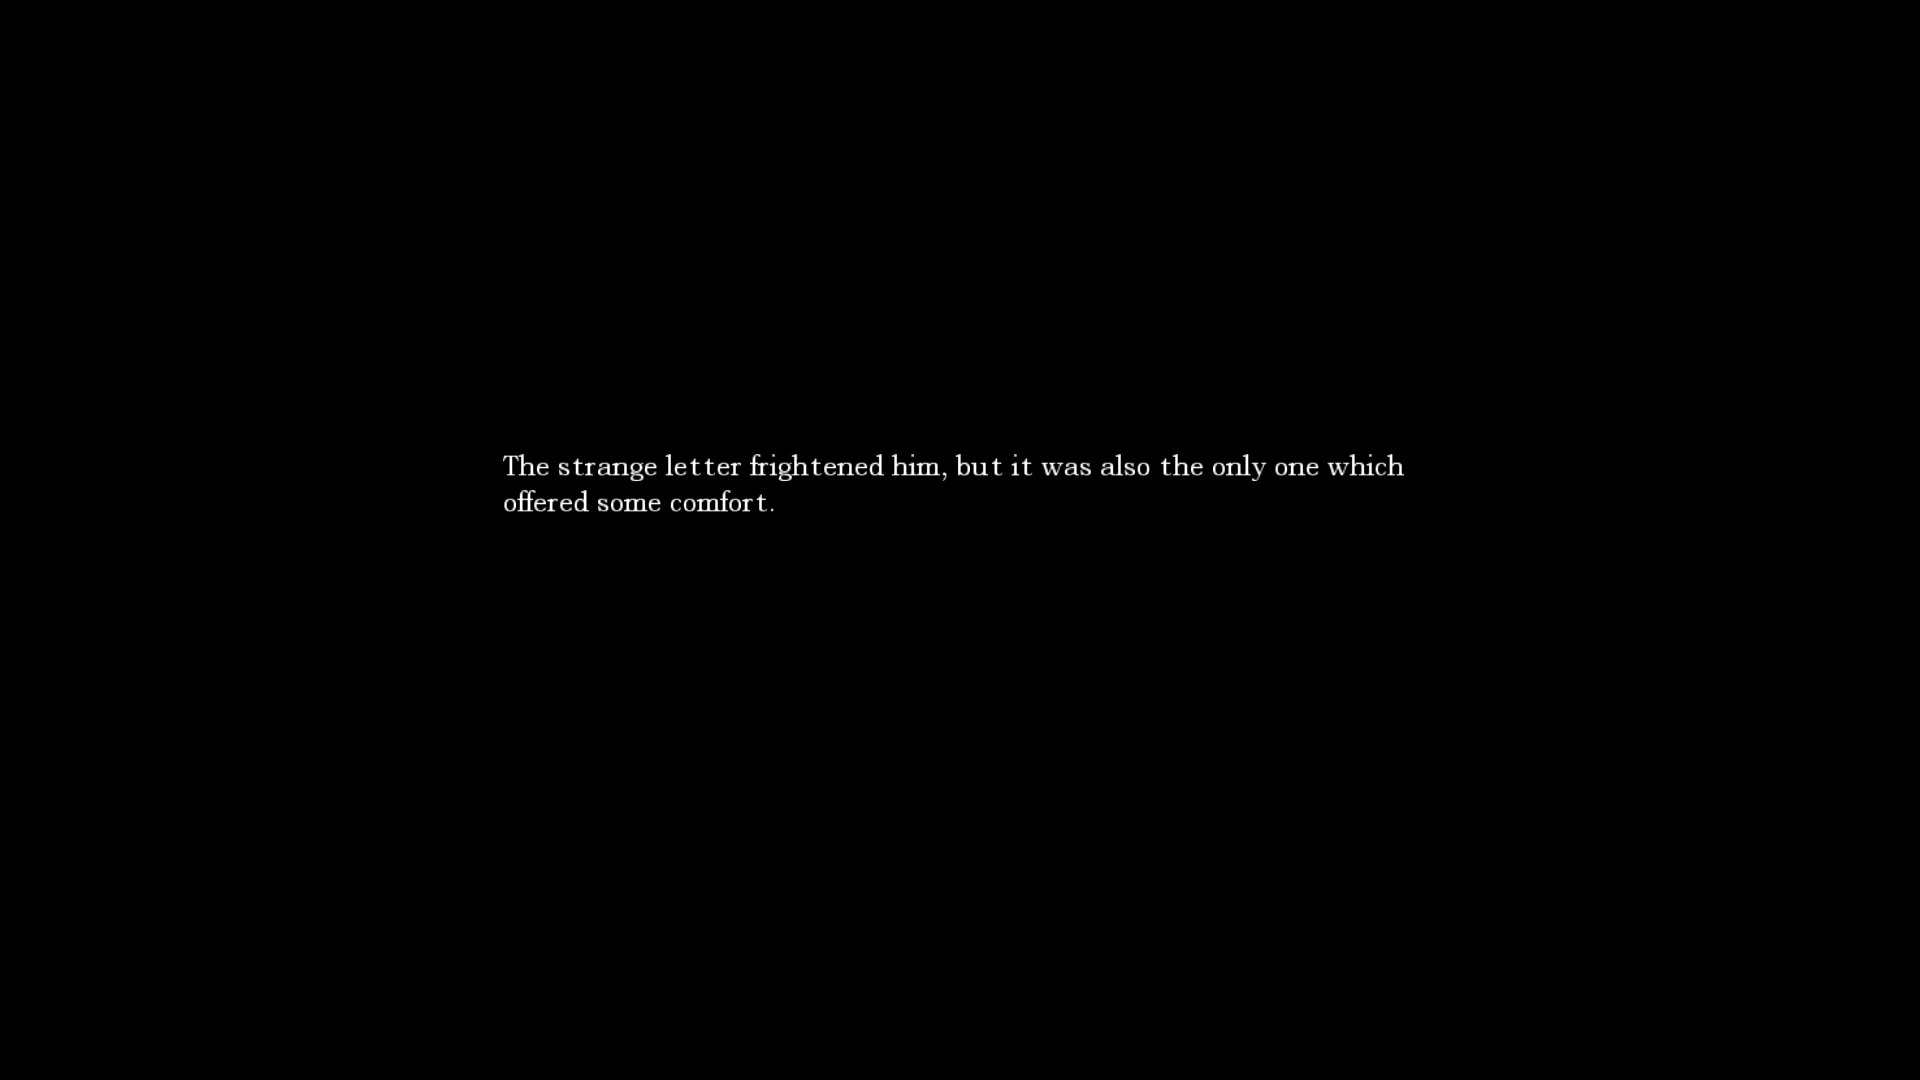 The strange letter frightened him, but it was also the only one which
offered some comfort.